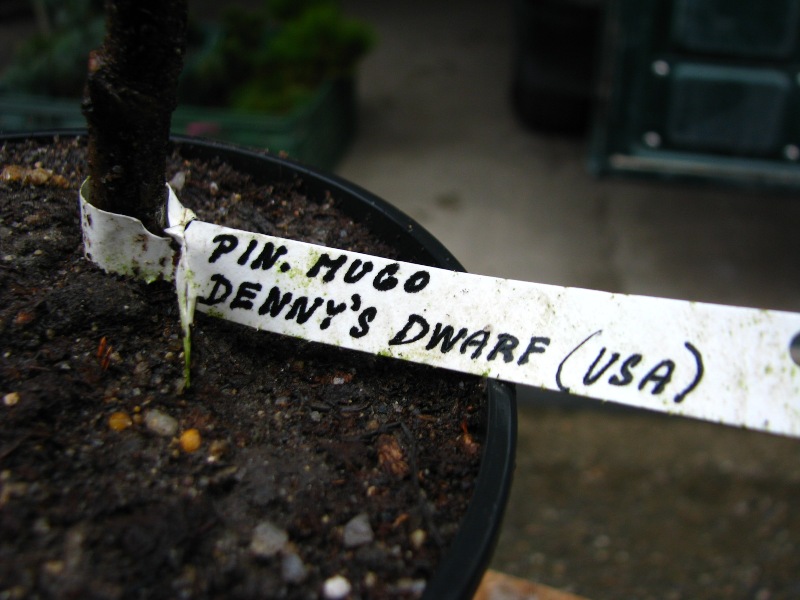 PIN. MUGO
DENNY'S DWARF (USA)